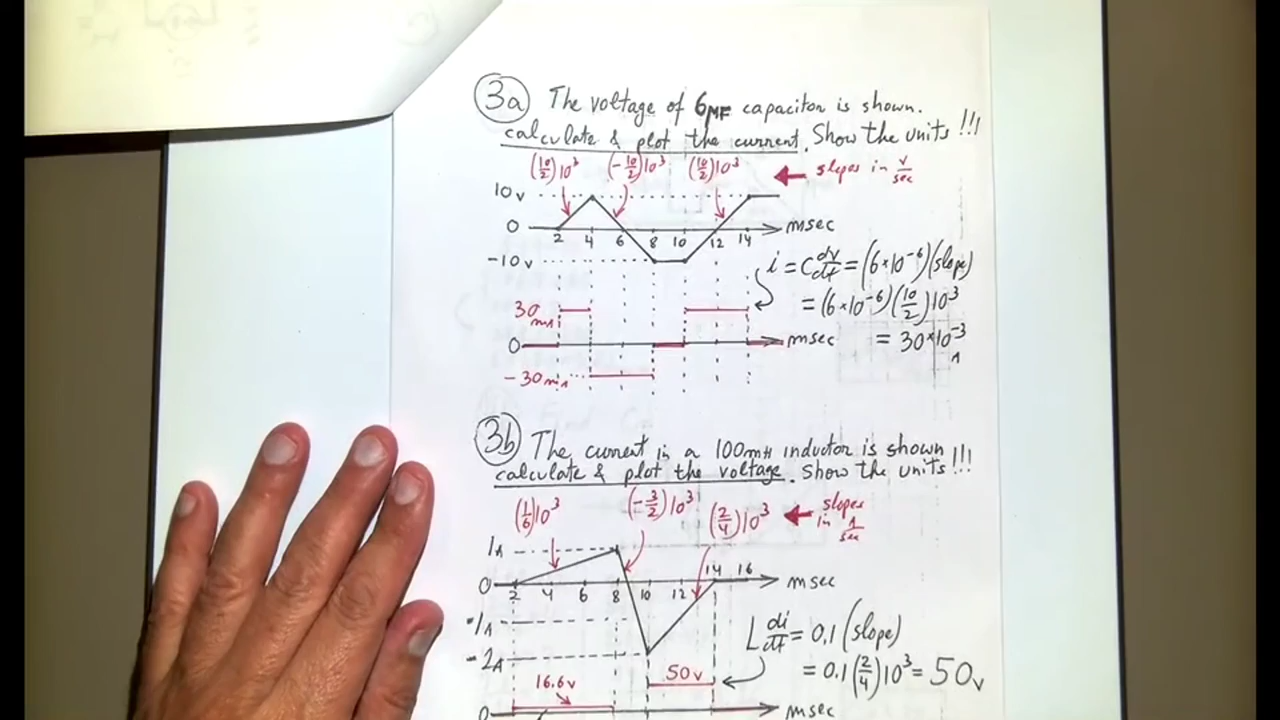 3a The voltage of 6µF capacitor is shown.
calculate & plot the current. Show the units !!!
(10/2)10³ (-10/2)10³ (10/2)10³ ← slopes in v/sec
10v
0 2 4 6 8 10 12 14 msec
-10v
i = C dv/dt = (6×10⁻⁶)(slope)
= (6×10⁻⁶)(10/2)10³
30 mA
0 msec = 30×10⁻³ A
-30mA
3b The current in a 100mH inductor is shown
calculate & plot the voltage. Show the units !!!
(1/6)10³ (-3/2)10³ (2/4)10³ ← slopes in A/sec
1A
0 2 4 6 8 10 12 14 16 msec
-1A
-2A
L di/dt = 0.1 (slope)
= 0.1 (2/4)10³ = 50v
50v
16.6v
0 msec